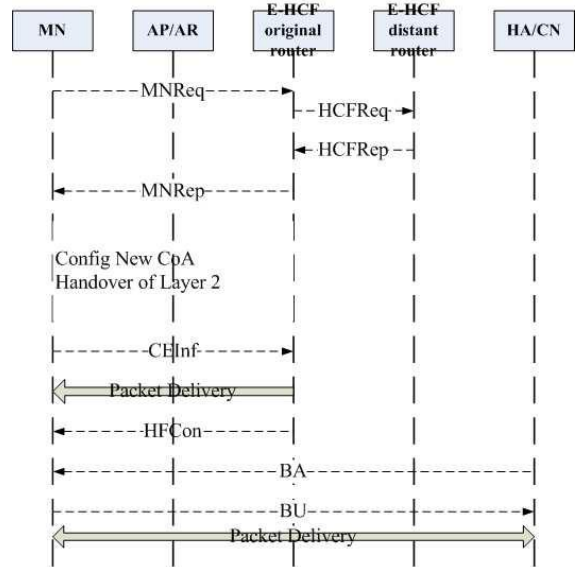 MN
AP/AR
E-HCF
original
router
E-HCF
distant
router
HA/CN
MNReq
HCFReq
HCFRep
MNRep
Config New CoA
Handover of Layer 2
CEInf
Packet Delivery
HFCon
BA
BU
Packet Delivery